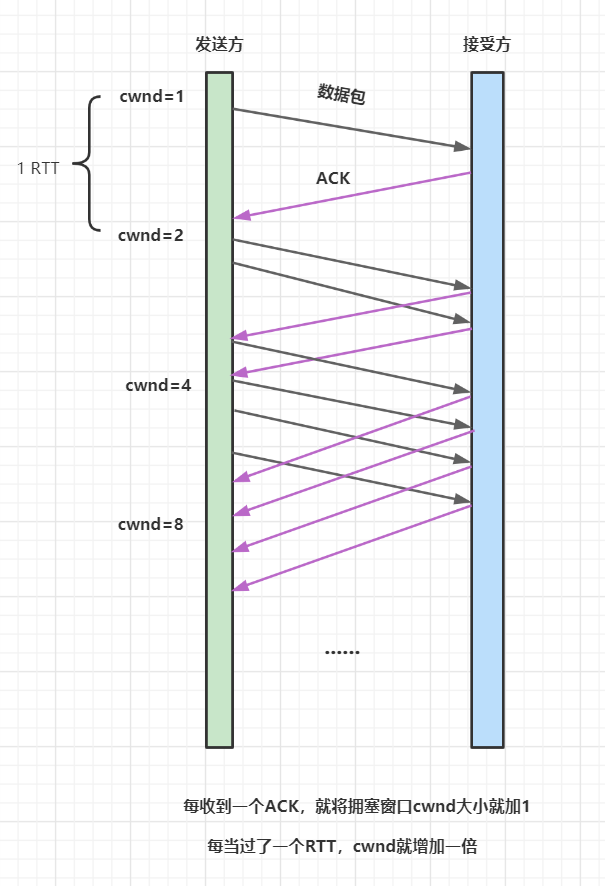 发送方 接受方
cwnd=1 数据包
1 RTT
ACK
cwnd=2
cwnd=4
cwnd=8
······
每收到一个ACK，就将拥塞窗口cwnd大小就加1
每当过了一个RTT，cwnd就增加一倍